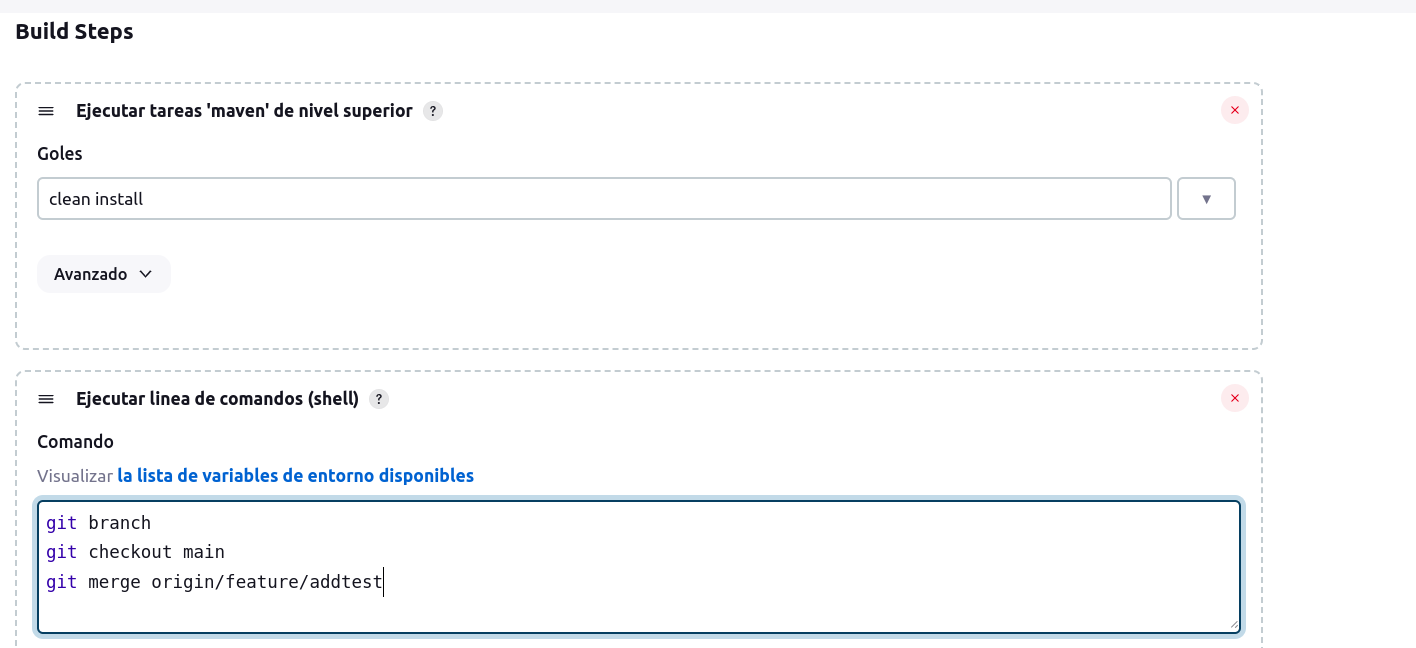 Build Steps
Ejecutar tareas 'maven' de nivel superior ?
Goles
clean install
Avanzado
Ejecutar linea de comandos (shell) ?
Comando
Visualizar la lista de variables de entorno disponibles
git branch
git checkout main
git merge origin/feature/addtest